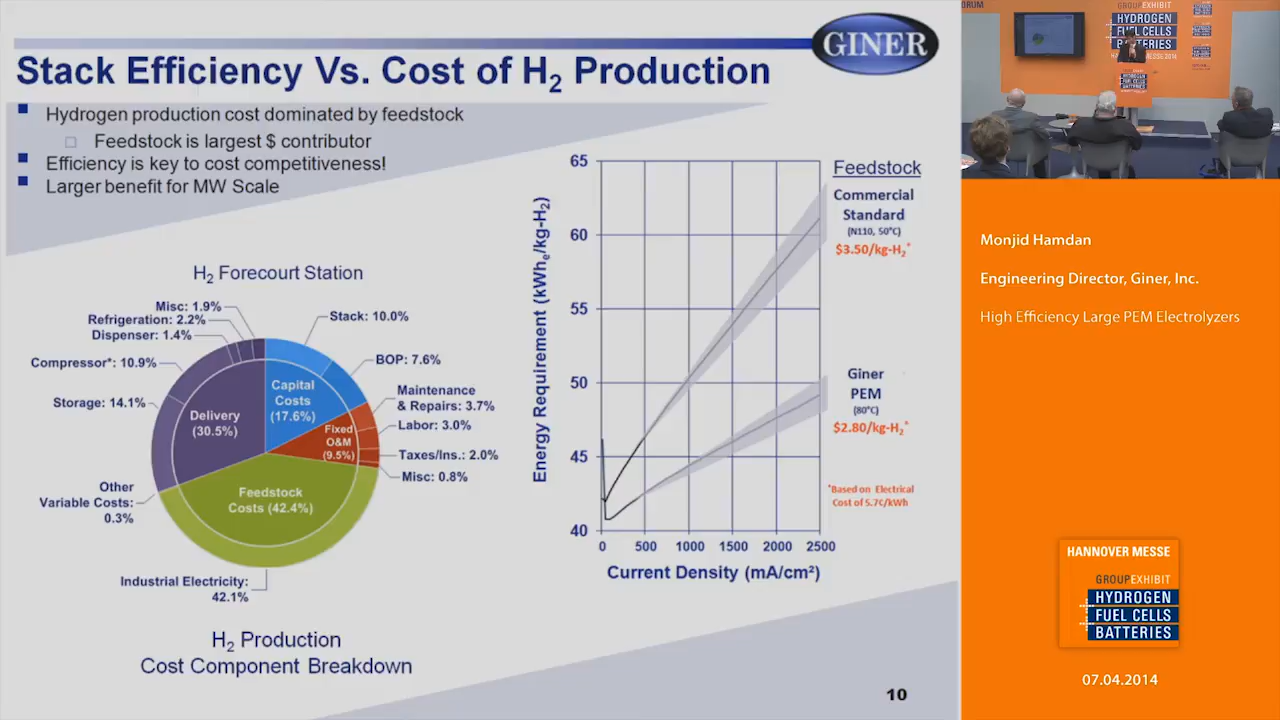 GINER
Stack Efficiency Vs. Cost of H2 Production
Hydrogen production cost dominated by feedstock
Feedstock is largest $ contributor
Efficiency is key to cost competitiveness!
Larger benefit for MW Scale
H2 Forecourt Station
Misc: 1.9%
Refrigeration: 2.2%
Dispenser: 1.4%
Compressor*: 10.9%
Storage: 14.1%
Other
Variable Costs:
0.3%
Industrial Electricity:
42.1%
Stack: 10.0%
BOP: 7.6%
Maintenance
& Repairs: 3.7%
Labor: 3.0%
Taxes/Ins.: 2.0%
Misc: 0.8%
Capital
Costs
(17.6%)
Delivery
(30.5%)
Fixed
O&M
(9.5%)
Feedstock
Costs (42.4%)
H2 Production
Cost Component Breakdown
Energy Requirement (kWhe/kg-H2)
65
60
55
50
45
40
0 500 1000 1500 2000 2500
Current Density (mA/cm²)
Feedstock
Commercial
Standard
(N110, 50°C)
$3.50/kg-H2*
Giner
PEM
(80°C)
$2.80/kg-H2*
*Based on Electrical
Cost of 5.7¢/kWh
10
FORUM
GROUP EXHIBIT
HYDROGEN
FUEL CELLS
BATTERIES
Monjid Hamdan
Engineering Director, Giner, Inc.
High Efficiency Large PEM Electrolyzers
HANNOVER MESSE
GROUP EXHIBIT
HYDROGEN
FUEL CELLS
BATTERIES
07.04.2014